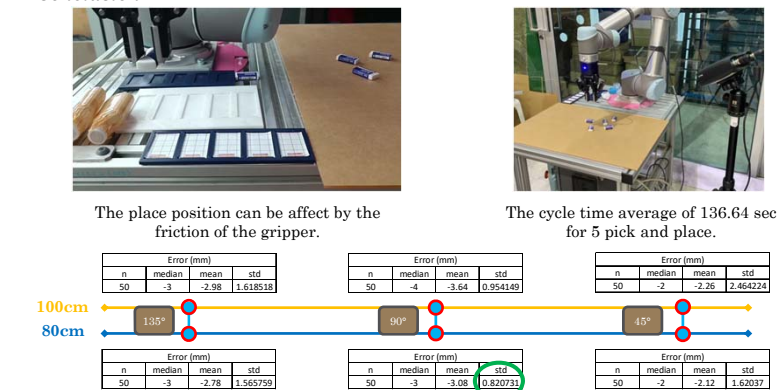 The place position can be affect by the
friction of the gripper.
The cycle time average of 136.64 sec
for 5 pick and place.
Error (mm)
n median mean std
50 -3 -2.98 1.618518
Error (mm)
n median mean std
50 -4 -3.64 0.954149
Error (mm)
n median mean std
50 -2 -2.26 2.464224
100cm
135°
90°
45°
80cm
Error (mm)
n median mean std
50 -3 -2.78 1.565759
Error (mm)
n median mean std
50 -3 -3.08 0.820731
Error (mm)
n median mean std
50 -2 -2.12 1.62037